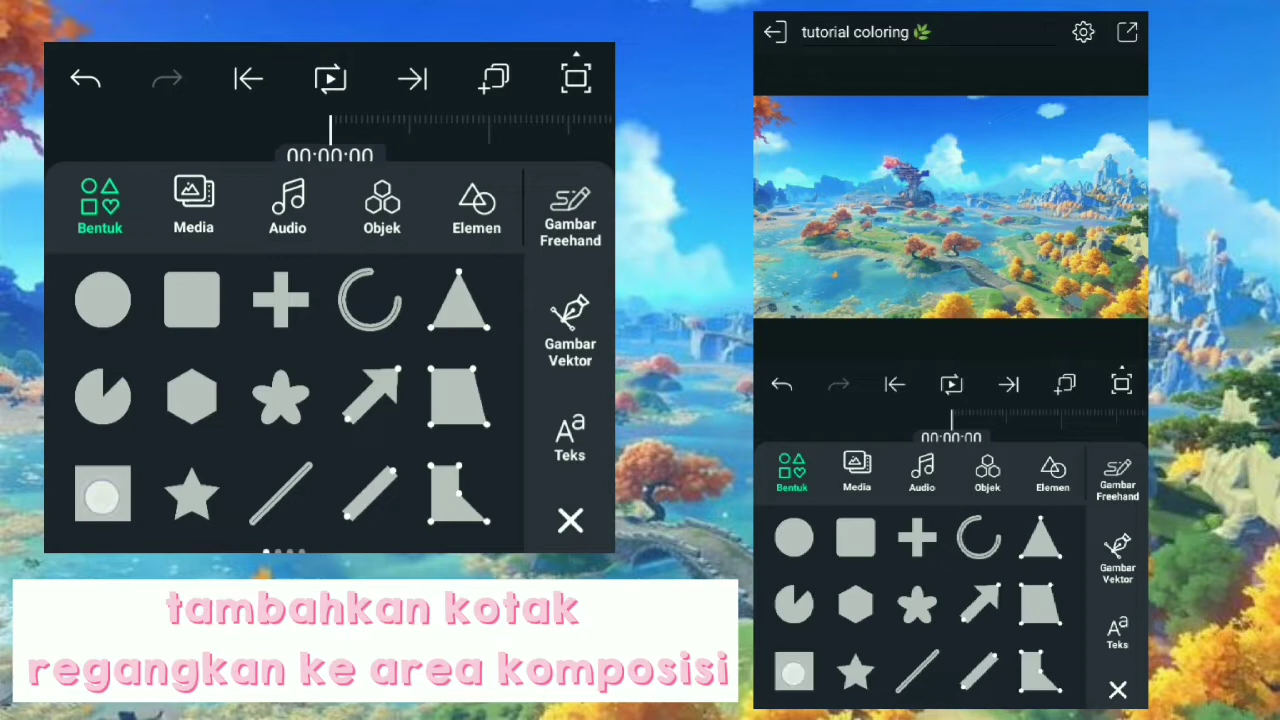 00:00:00
Bentuk
Media
Audio
Objek
Elemen
Gambar
Freehand
Gambar
Vektor
Teks
tambahkan kotak
regangkan ke area komposisi
tutorial coloring 🌿
00:00:00
Bentuk
Media
Audio
Objek
Elemen
Gambar
Freehand
Gambar
Vektor
Teks